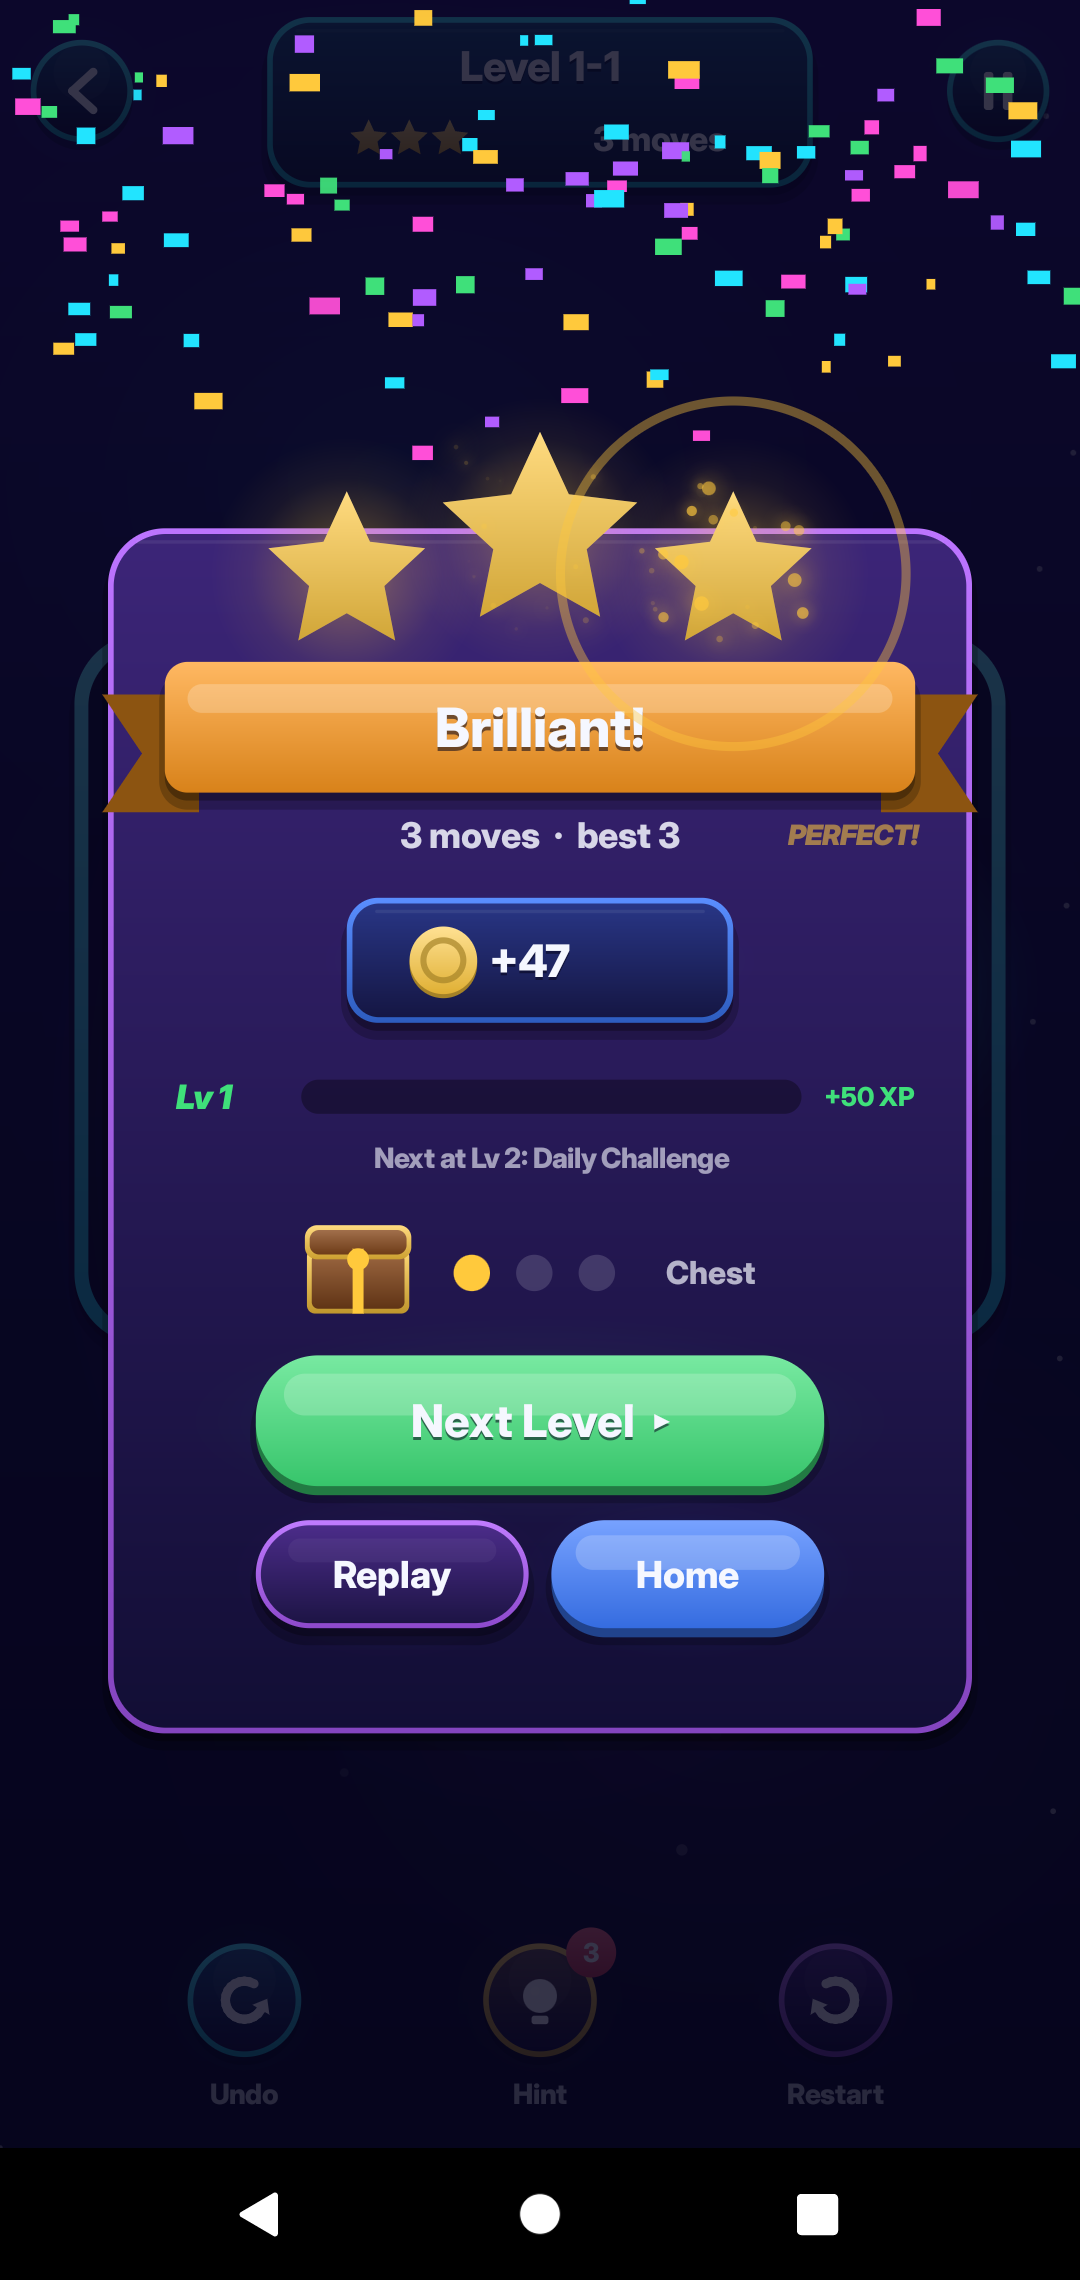 Level 1-1
3 moves
Brilliant!
3 moves · best 3
PERFECT!
+47
Lv 1
+50 XP
Next at Lv 2: Daily Challenge
Chest
Next Level ▸
Replay
Home
3
Undo
Hint
Restart